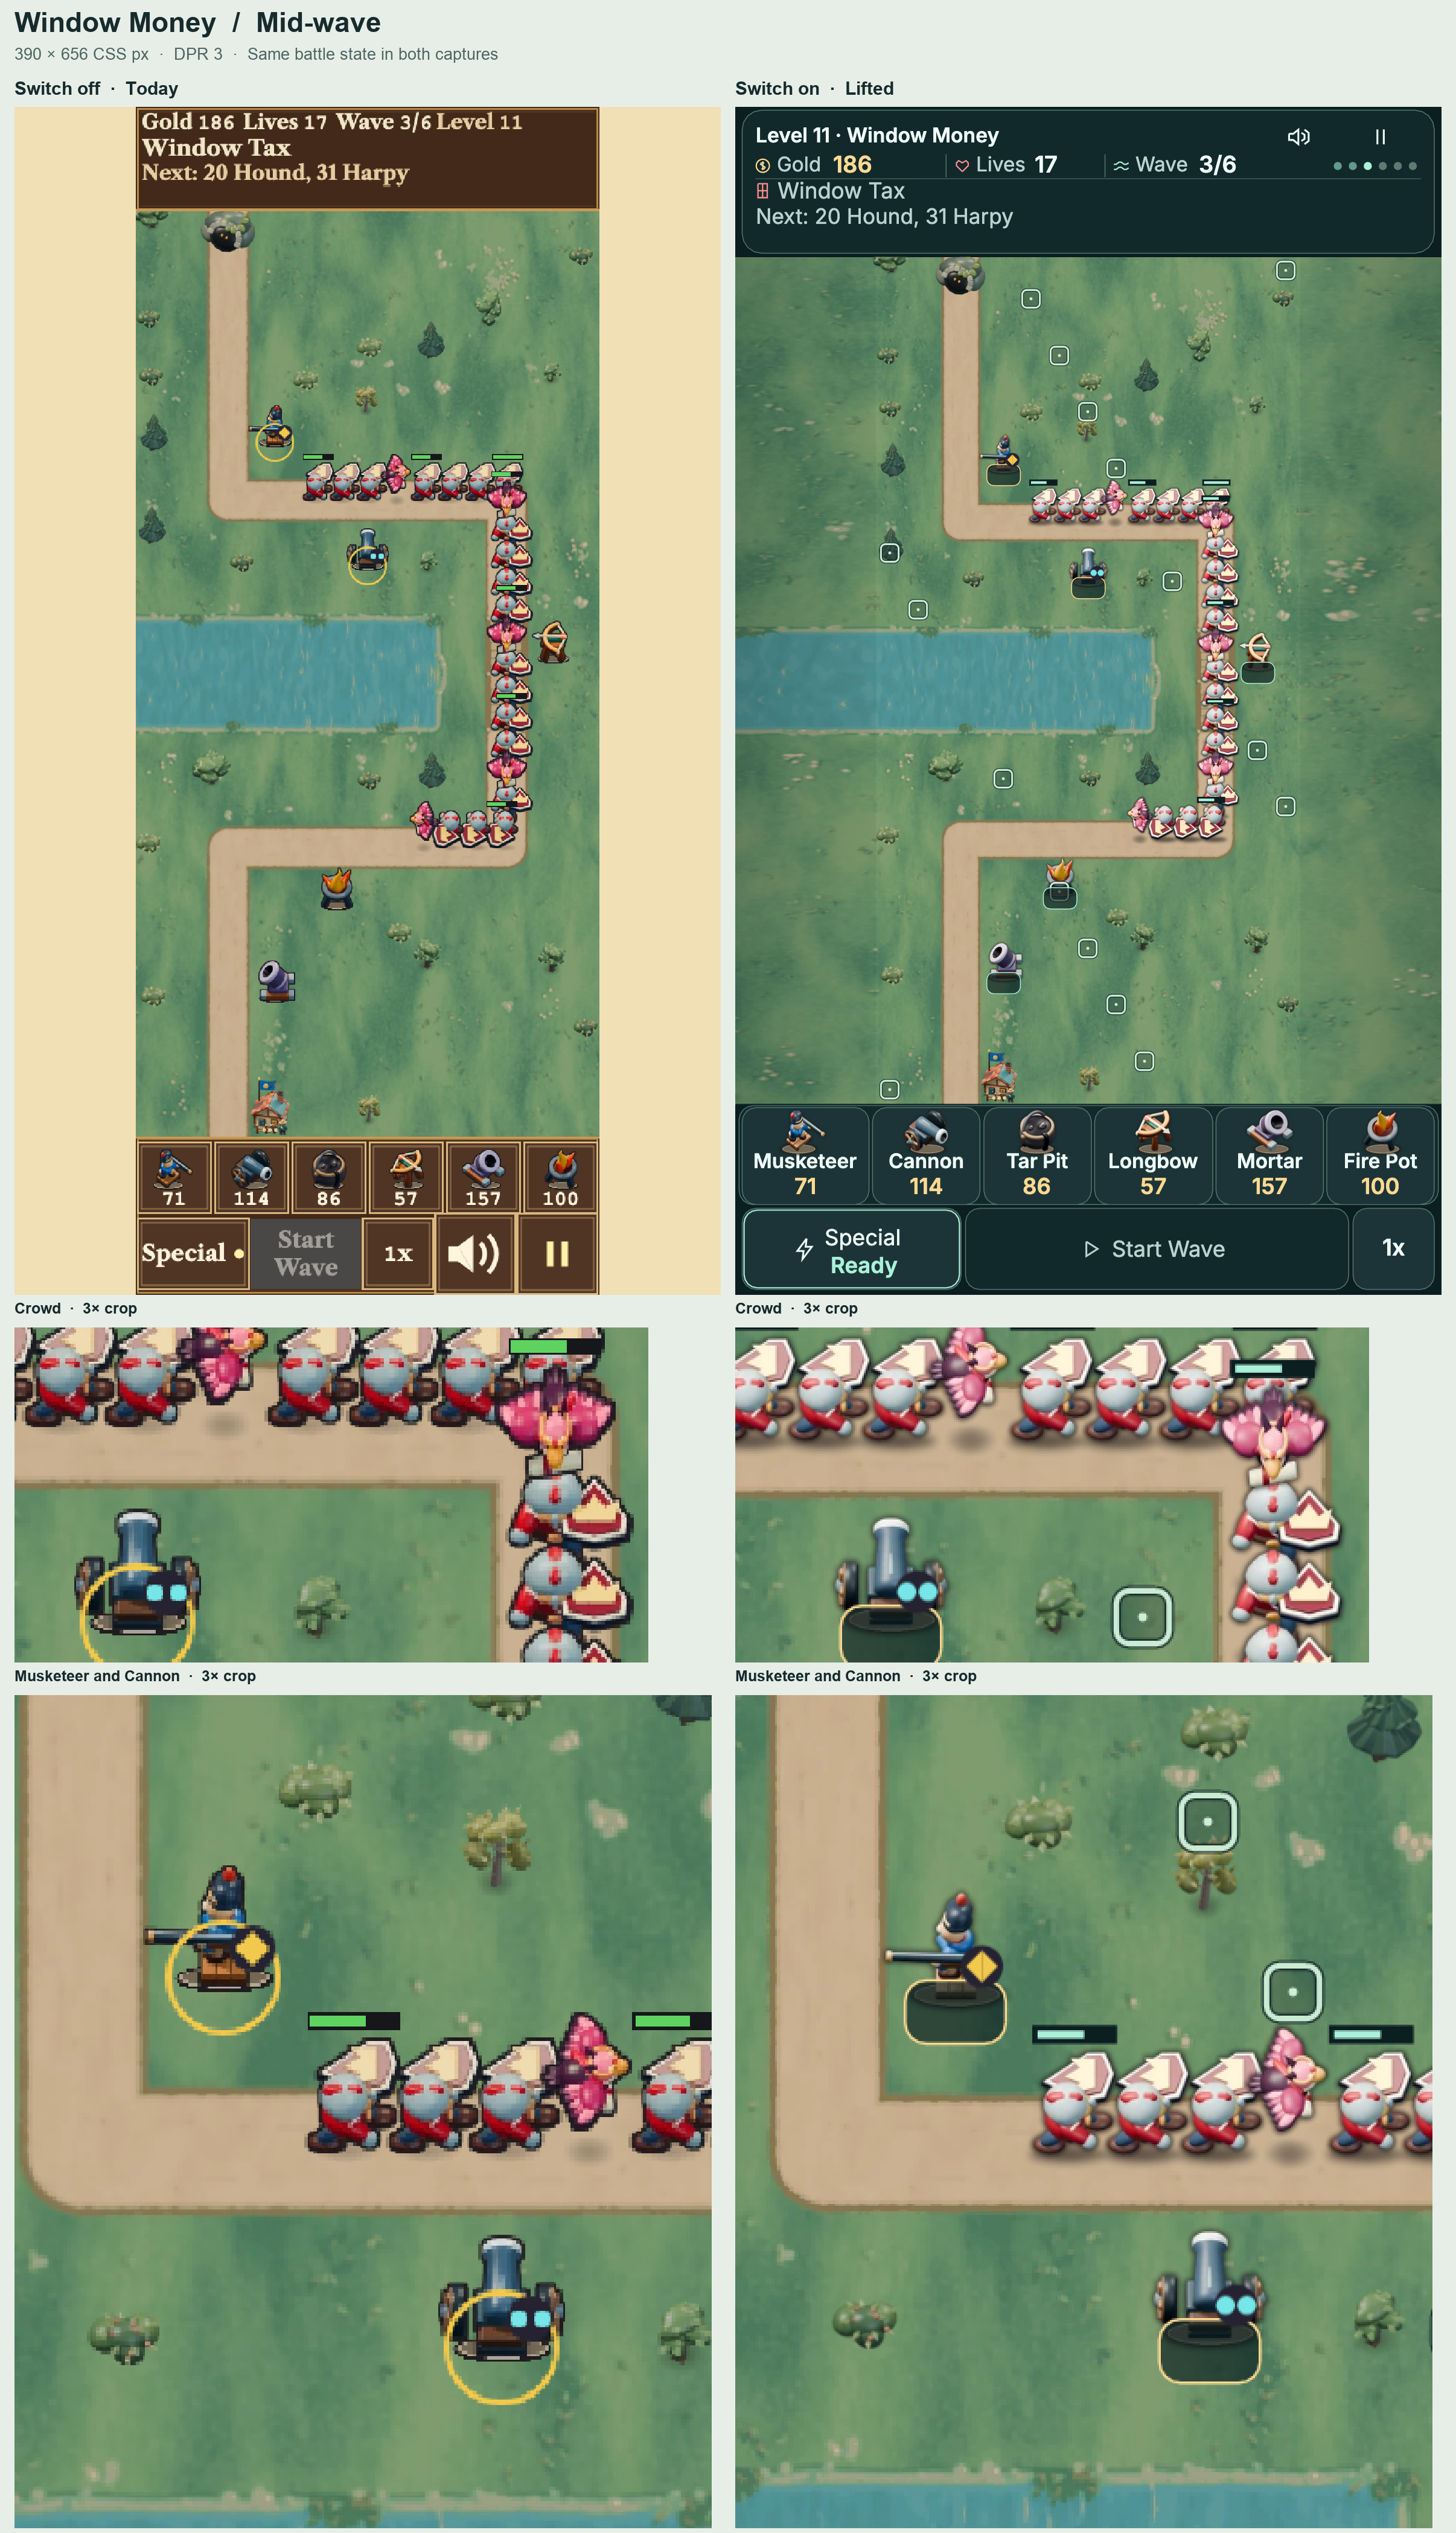 Window Money / Mid-wave
390 × 656 CSS px · DPR 3 · Same battle state in both captures
Switch off · Today
Gold 186 Lives 17 Wave 3/6 Level 11
Window Tax
Next: 20 Hound, 31 Harpy
71 114 86 57 157 100
Special • Start Wave 1x
Switch on · Lifted
Level 11 · Window Money
Gold 186 Lives 17 Wave 3/6
Window Tax
Next: 20 Hound, 31 Harpy
Musketeer Cannon Tar Pit Longbow Mortar Fire Pot
71 114 86 57 157 100
Special Ready Start Wave 1x
Crowd · 3× crop
Crowd · 3× crop
Musketeer and Cannon · 3× crop
Musketeer and Cannon · 3× crop